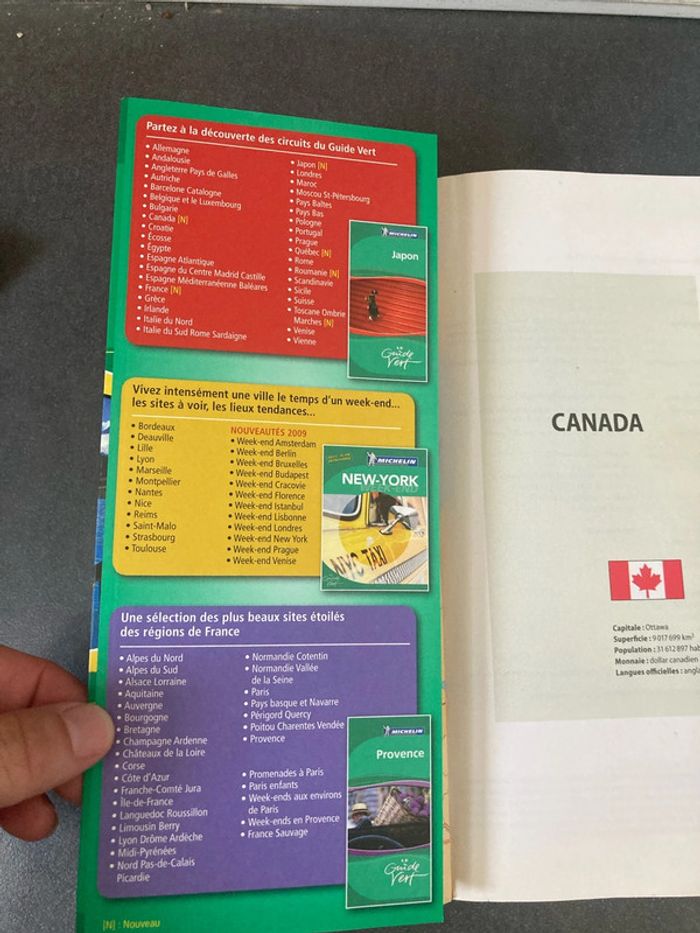 Partez à la découverte des circuits du Guide Vert
• Allemagne
• Andalousie
• Angleterre Pays de Galles
• Autriche
• Barcelone Catalogne
• Belgique et le Luxembourg
• Bulgarie
• Canada [N]
• Croatie
• Écosse
• Égypte
• Espagne Atlantique
• Espagne du Centre Madrid Castille
• Espagne Méditerranéenne Baléares
• France [N]
• Grèce
• Irlande
• Italie du Nord
• Italie du Sud Rome Sardaigne
• Japon [N]
• Londres
• Maroc
• Moscou St-Pétersbourg
• Pays Baltes
• Pays Bas
• Pologne
• Portugal
• Prague
• Québec [N]
• Rome
• Roumanie [N]
• Scandinavie
• Sicile
• Suisse
• Toscane Ombrie
Marches [N]
• Venise
• Vienne
MICHELIN
Japon
Guide
Vert
Vivez intensément une ville le temps d'un week-end...
les sites à voir, les lieux tendances...
• Bordeaux
• Deauville
• Lille
• Lyon
• Marseille
• Montpellier
• Nantes
• Nice
• Reims
• Saint-Malo
• Strasbourg
• Toulouse
NOUVEAUTÉS 2009
• Week-end Amsterdam
• Week-end Berlin
• Week-end Bruxelles
• Week-end Budapest
• Week-end Cracovie
• Week-end Florence
• Week-end Istanbul
• Week-end Lisbonne
• Week-end Londres
• Week-end New York
• Week-end Prague
• Week-end Venise
MICHELIN
NEW-YORK
WEEK-END
NYC TAXI
Une sélection des plus beaux sites étoilés
des régions de France
• Alpes du Nord
• Alpes du Sud
• Alsace Lorraine
• Aquitaine
• Auvergne
• Bourgogne
• Bretagne
• Champagne Ardenne
• Châteaux de la Loire
• Corse
• Côte d'Azur
• Franche-Comté Jura
• Île-de-France
• Languedoc Roussillon
• Limousin Berry
• Lyon Drôme Ardèche
• Midi-Pyrénées
• Nord Pas-de-Calais
Picardie
• Normandie Cotentin
• Normandie Vallée
de la Seine
• Paris
• Pays basque et Navarre
• Périgord Quercy
• Poitou Charentes Vendée
• Provence
• Promenades à Paris
• Paris enfants
• Week-ends aux environs
de Paris
• Week-ends en Provence
• France Sauvage
MICHELIN
Provence
Guide
Vert
[N] : Nouveau
CANADA
Capitale : Ottawa
Superficie : 9 017 699 km²
Population : 31 612 897 hab
Monnaie : dollar canadien
Langues officielles : angla